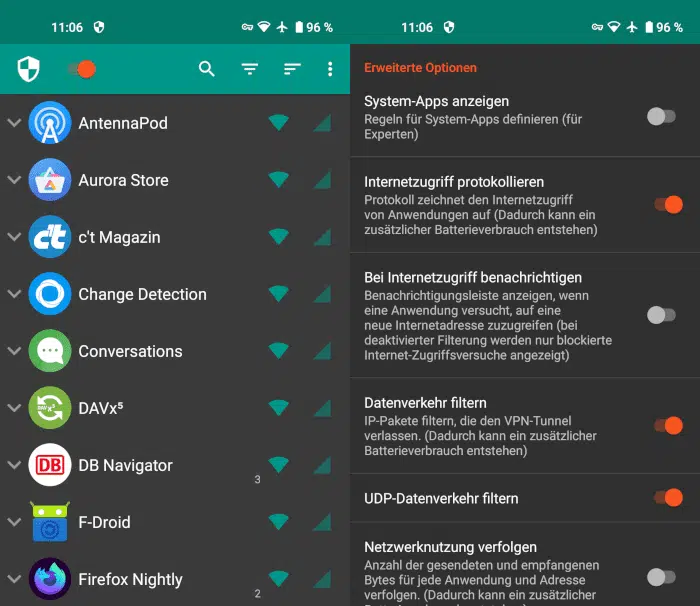 11:06
96 %
AntennaPod
Aurora Store
c't
c't Magazin
Change Detection
Conversations
DAVx⁵
DAVx⁵
DB
DB Navigator
3
F-Droid
Firefox Nightly
2
11:06
96 %
Erweiterte Optionen
System-Apps anzeigen
Regeln für System-Apps definieren (für
Experten)
Internetzugriff protokollieren
Protokoll zeichnet den Internetzugriff
von Anwendungen auf (Dadurch kann ein
zusätzlicher Batterieverbrauch entstehen)
Bei Internetzugriff benachrichtigen
Benachrichtigungsleiste anzeigen, wenn
eine Anwendung versucht, auf eine
neue Internetadresse zuzugreifen (bei
deaktivierter Filterung werden nur blockierte
Internet-Zugriffsversuche angezeigt)
Datenverkehr filtern
IP-Pakete filtern, die den VPN-Tunnel
verlassen. (Dadurch kann ein zusätzlicher
Batterieverbrauch entstehen)
UDP-Datenverkehr filtern
Netzwerknutzung verfolgen
Anzahl der gesendeten und empfangenen
Bytes für jede Anwendung und Adresse
verfolgen. (Dadurch kann ein zusätzlicher